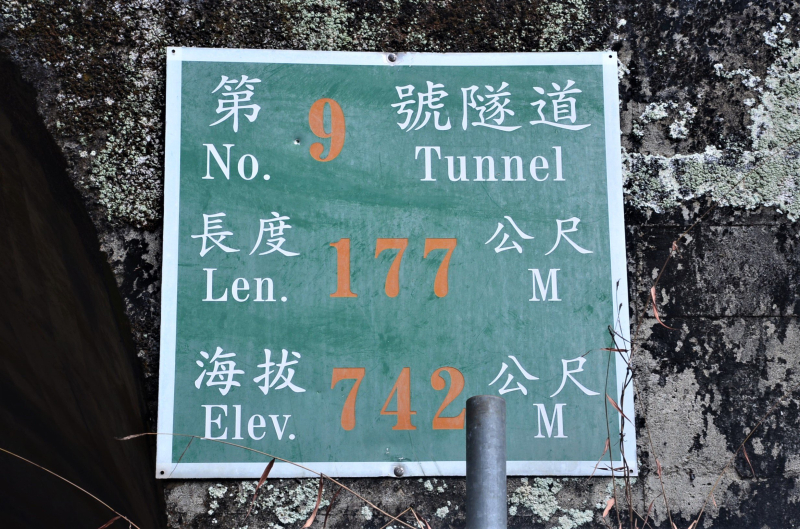 第 9 號隧道
No. Tunnel
長度 177 公尺
Len. M
海拔 742 公尺
Elev. M